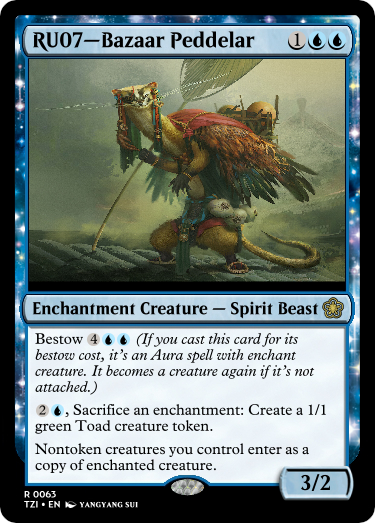 RU07—Bazaar Peddelar 1
Enchantment Creature — Spirit Beast
Bestow 4 (If you cast this card for its
bestow cost, it's an Aura spell with enchant
creature. It becomes a creature again if it's not
attached.)
2, Sacrifice an enchantment: Create a 1/1
green Toad creature token.
Nontoken creatures you control enter as a
copy of enchanted creature.
3/2
R 0063
TZI • EN YANGYANG SUI